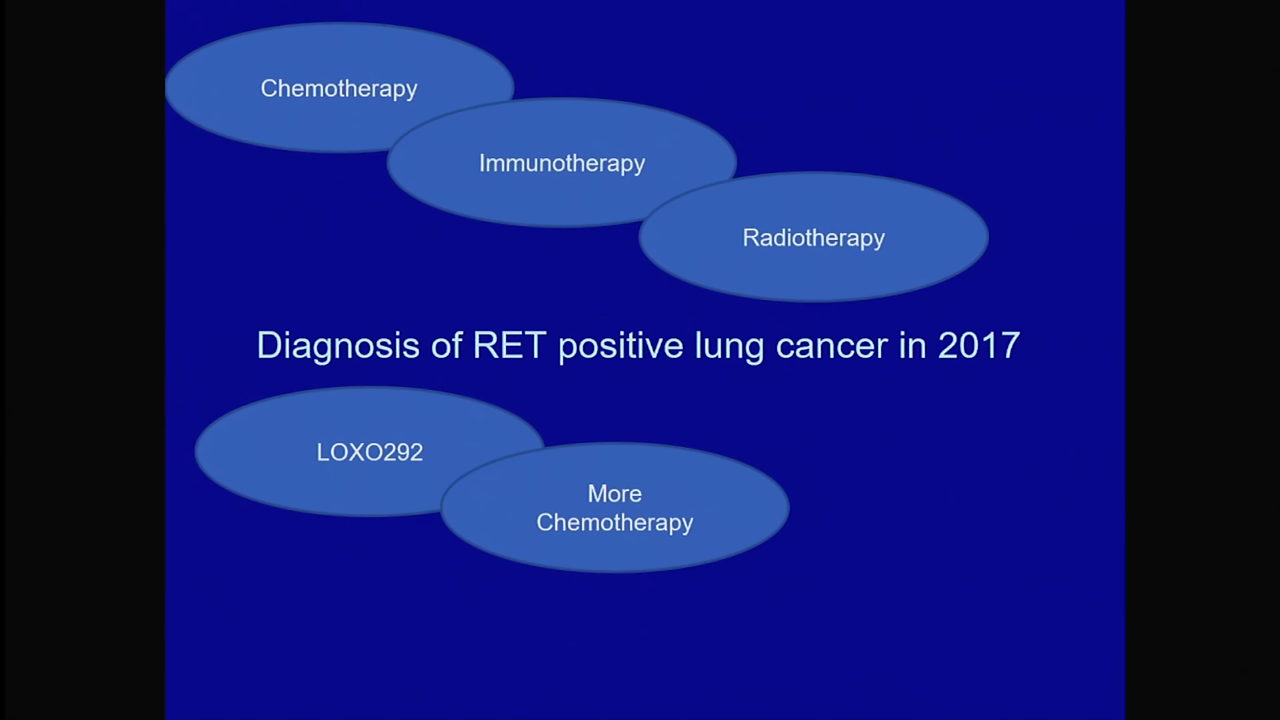 Chemotherapy
Immunotherapy
Radiotherapy
Diagnosis of RET positive lung cancer in 2017
LOXO292
More
Chemotherapy